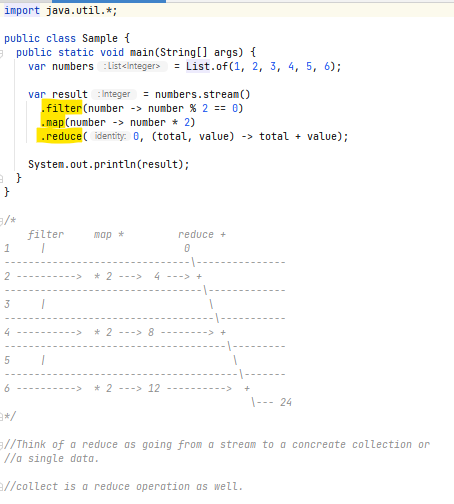 import java.util.*;
public class Sample {
public static void main(String[] args) {
var numbers : List<Integer> = List.of(1, 2, 3, 4, 5, 6);
var result : Integer = numbers.stream()
.filter(number -> number % 2 == 0)
.map(number -> number * 2)
.reduce( identity: 0, (total, value) -> total + value);
System.out.println(result);
}
}
/*
filter     map *         reduce +
1     |                       0
-------------------------------\---------------
2 ----------> * 2 --->  4 ---> +
---------------------------------\-------------
3     |                           \
-----------------------------------\-----------
4 ----------> * 2 ---> 8 --------> +
-------------------------------------\---------
5     |                               \
---------------------------------------\-------
6 ----------> * 2 ---> 12 ----------> +
\--- 24
*/
//Think of a reduce as going from a stream to a concreate collection or
//a single data.
//collect is a reduce operation as well.